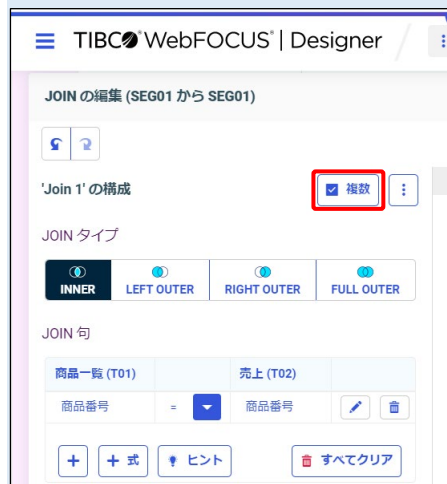 TIBCO® WebFOCUS® | Designer
JOIN の編集 (SEG01 から SEG01)
'Join 1' の構成
複数
JOIN タイプ
INNER LEFT OUTER RIGHT OUTER FULL OUTER
JOIN 句
商品一覧 (T01) 売上 (T02)
商品番号 = 商品番号
+ + 式 ヒント すべてクリア